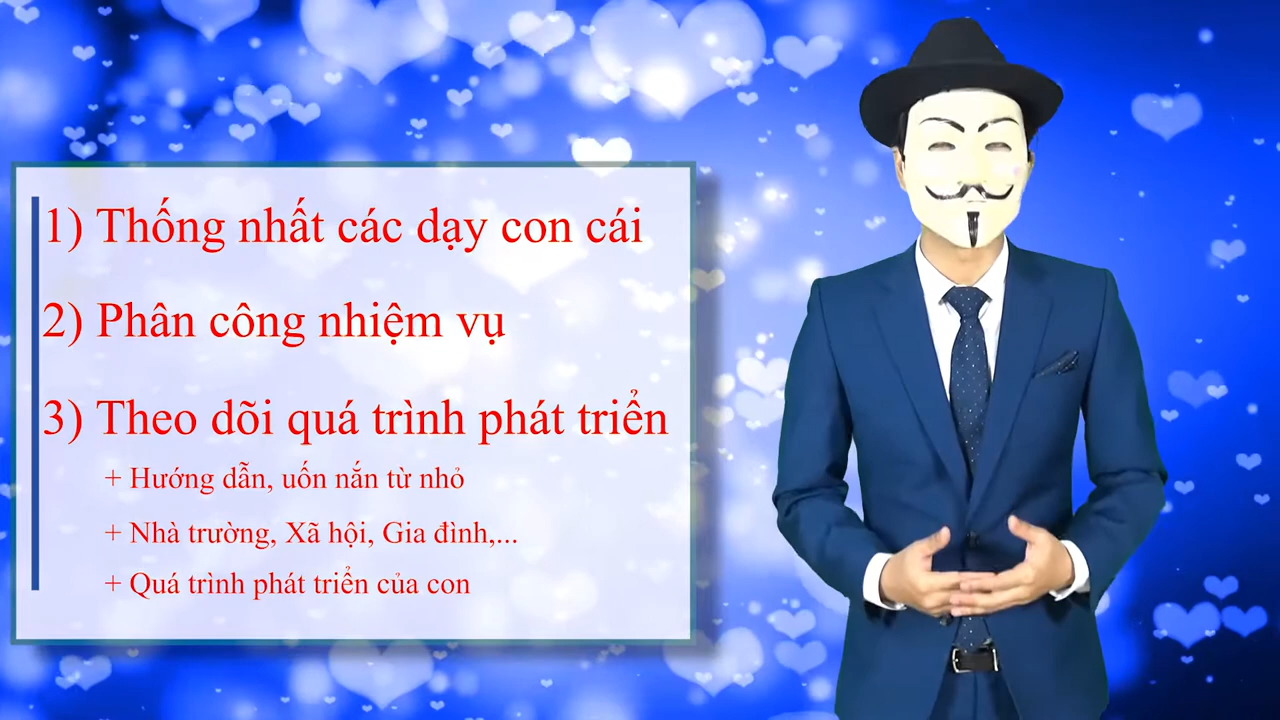 1) Thống nhất các dạy con cái
2) Phân công nhiệm vụ
3) Theo dõi quá trình phát triển
+ Hướng dẫn, uốn nắn từ nhỏ
+ Nhà trường, Xã hội, Gia đình,...
+ Quá trình phát triển của con